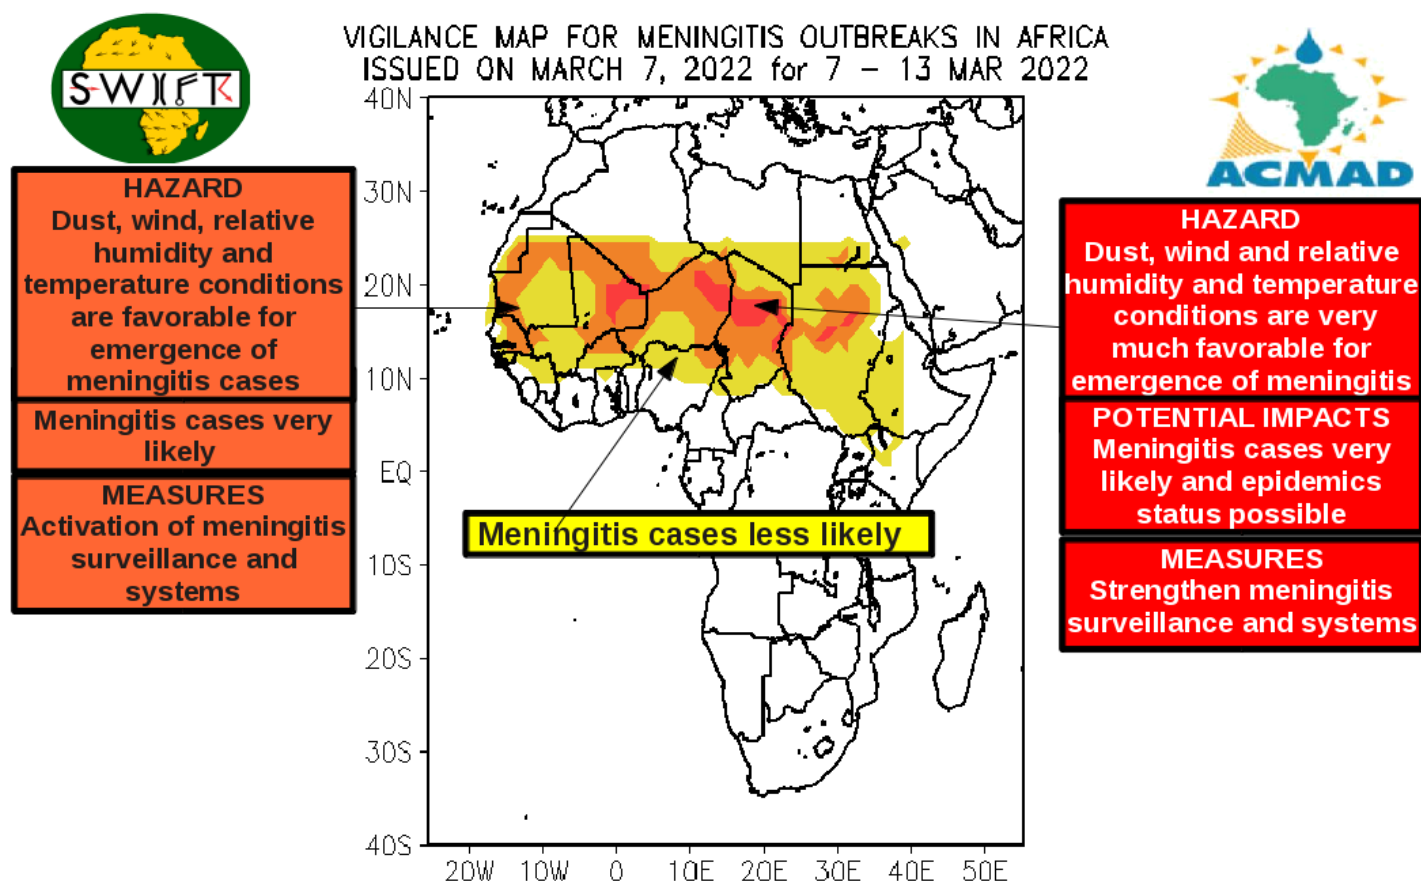 VIGILANCE MAP FOR MENINGITIS OUTBREAKS IN AFRICA
ISSUED ON MARCH 7, 2022 for 7 – 13 MAR 2022
SWIFT
ACMAD
HAZARD
Dust, wind, relative
humidity and
temperature conditions
are favorable for
emergence of
meningitis cases
Meningitis cases very
likely
MEASURES
Activation of meningitis
surveillance and
systems
40N
30N
20N
10N
EQ
10S
20S
30S
40S
20W
10W
0
10E
20E
30E
40E
50E
Meningitis cases less likely
HAZARD
Dust, wind and relative
humidity and temperature
conditions are very
much favorable for
emergence of meningitis
POTENTIAL IMPACTS
Meningitis cases very
likely and epidemics
status possible
MEASURES
Strengthen meningitis
surveillance and systems